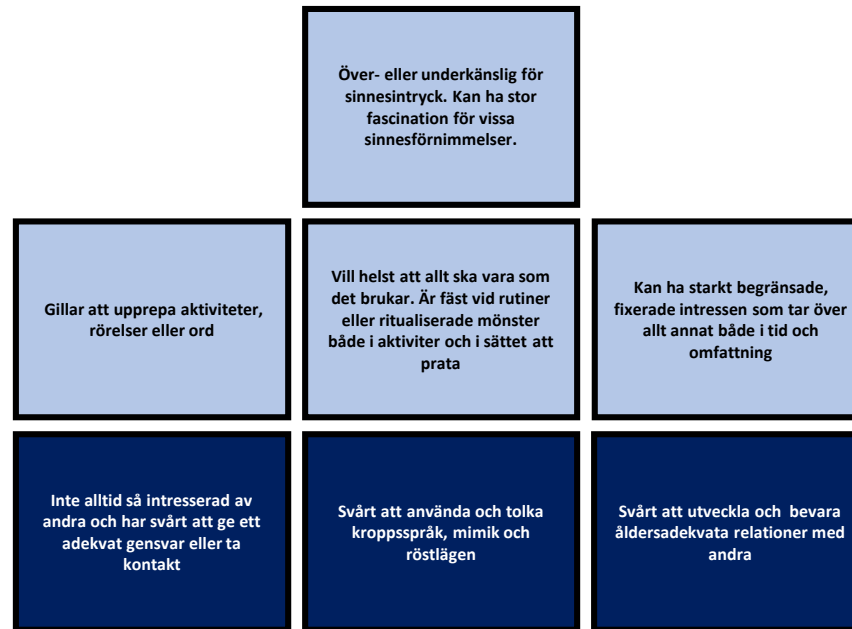 Över- eller underkänslig för
sinnesintryck. Kan ha stor
fascination för vissa
sinnesförnimmelser.
Gillar att upprepa aktiviteter,
rörelser eller ord
Vill helst att allt ska vara som
det brukar. Är fäst vid rutiner
eller ritualiserade mönster
både i aktiviter och i sättet att
prata
Kan ha starkt begränsade,
fixerade intressen som tar över
allt annat både i tid och
omfattning
Inte alltid så intresserad av
andra och har svårt att ge ett
adekvat gensvar eller ta
kontakt
Svårt att använda och tolka
kroppsspråk, mimik och
röstlägen
Svårt att utveckla och bevara
åldersadekvata relationer med
andra